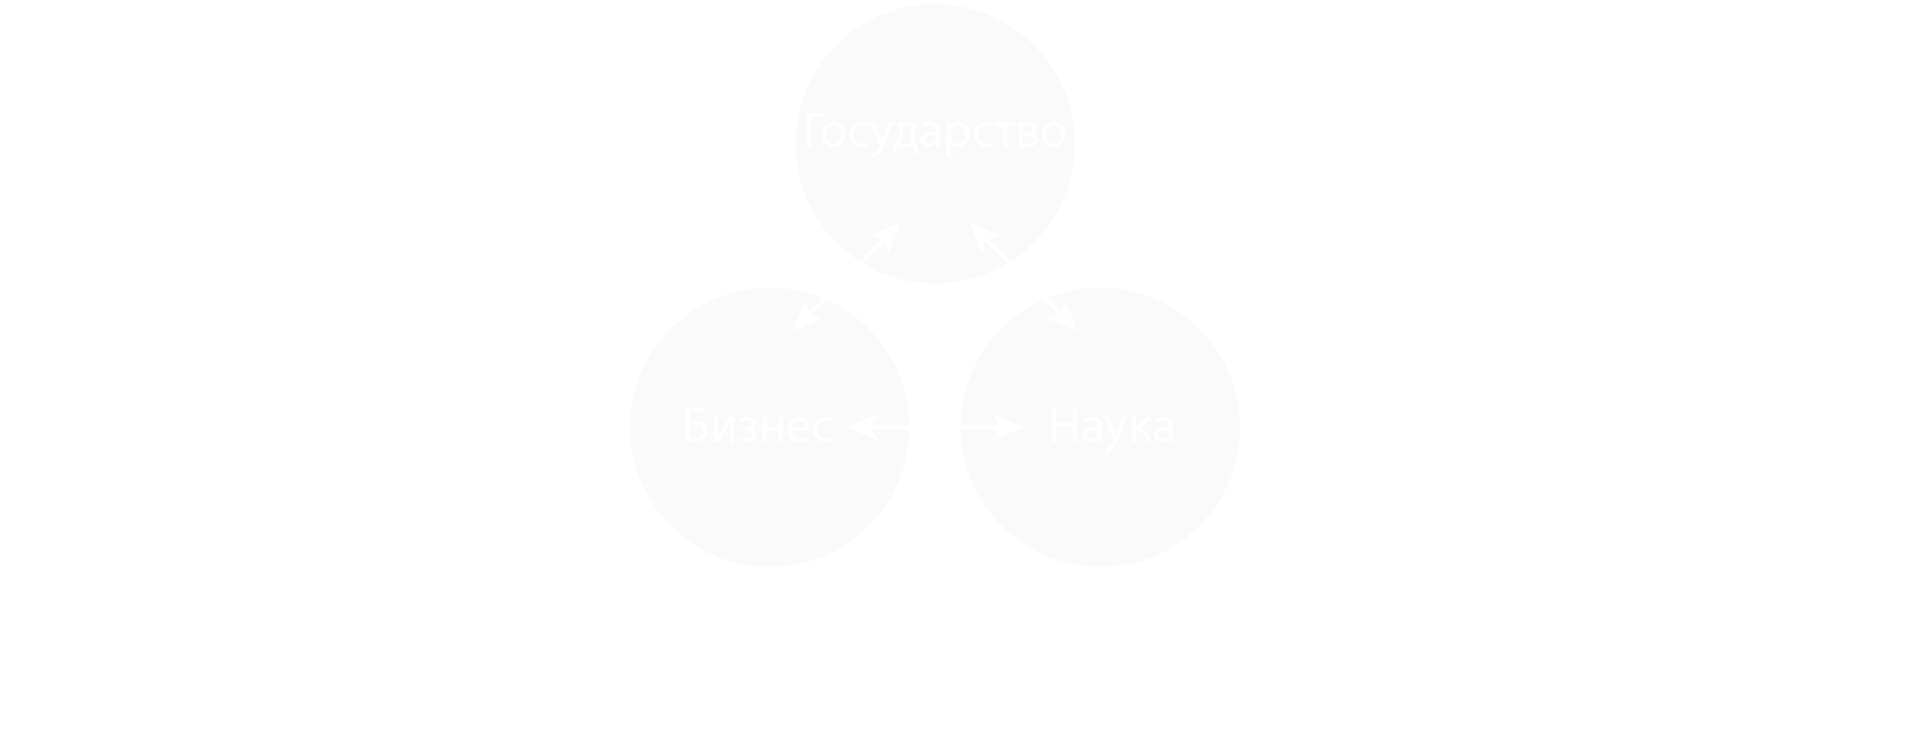 Государство
Бизнес
Наука